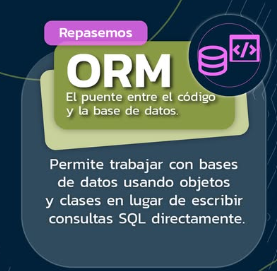 Repasemos
ORM
El puente entre el código
y la base de datos.
</>
Permite trabajar con bases
de datos usando objetos
y clases en lugar de escribir
consultas SQL directamente.